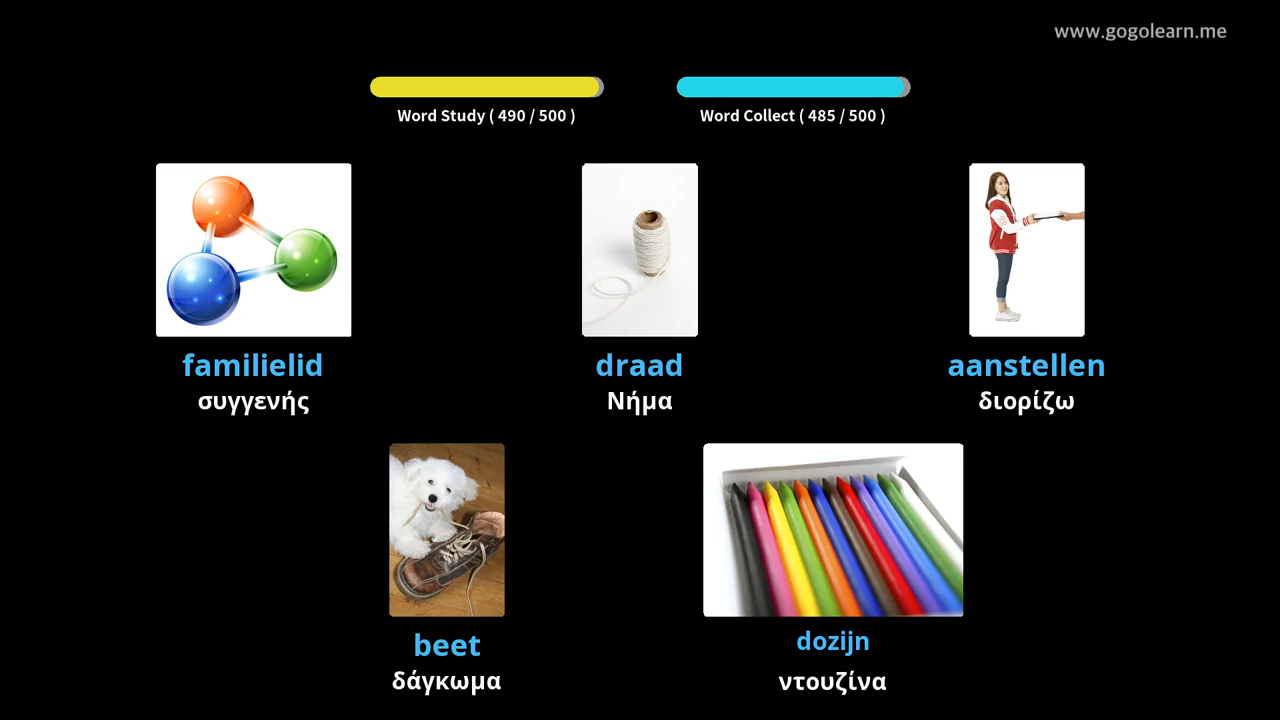 www.gogolearn.me
Word Study ( 490 / 500 )
Word Collect ( 485 / 500 )
familielid
συγγενής
draad
Νήμα
aanstellen
διορίζω
beet
δάγκωμα
dozijn
ντουζίνα